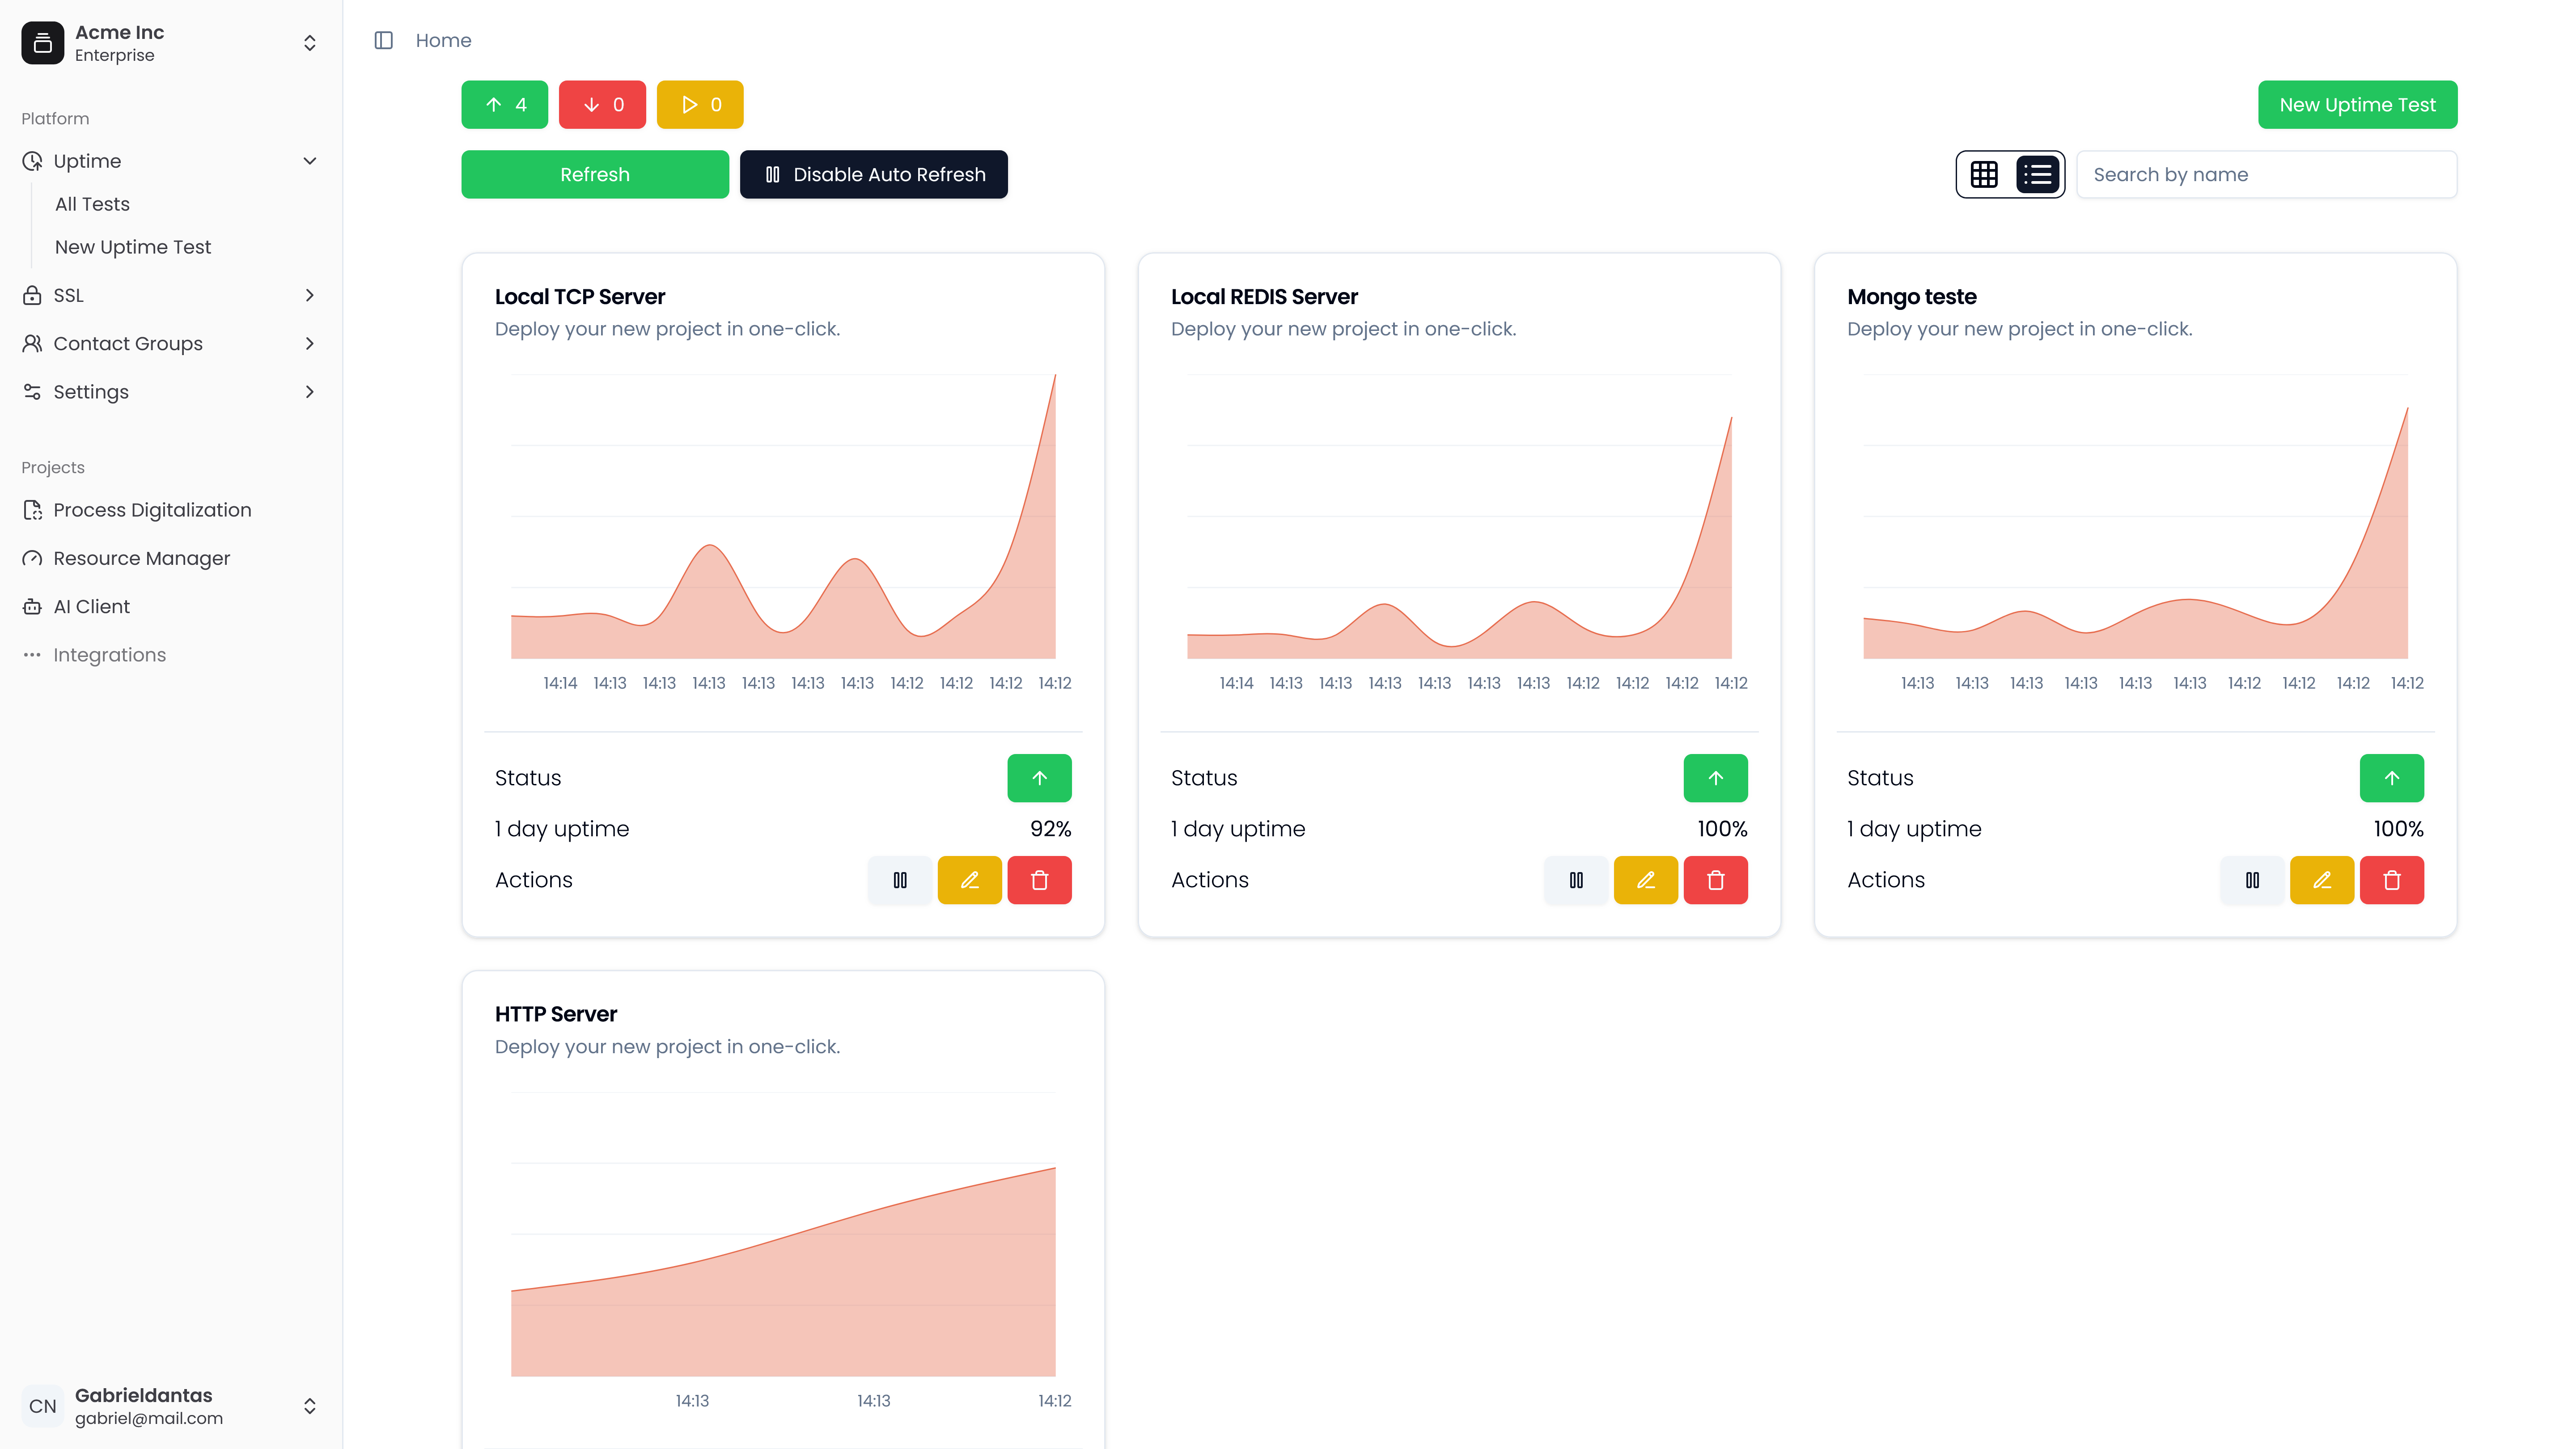 Acme Inc
Enterprise
Platform
Uptime
All Tests
New Uptime Test
SSL
Contact Groups
Settings
Projects
Process Digitalization
Resource Manager
AI Client
Integrations
CN
Gabrieldantas
gabriel@mail.com
Home
4
0
0
New Uptime Test
Refresh
Disable Auto Refresh
Search by name
Local TCP Server
Deploy your new project in one-click.
14:14 14:13 14:13 14:13 14:13 14:13 14:13 14:12 14:12 14:12 14:12
Status
1 day uptime 92%
Actions
Local REDIS Server
Deploy your new project in one-click.
14:14 14:13 14:13 14:13 14:13 14:13 14:13 14:12 14:12 14:12 14:12
Status
1 day uptime 100%
Actions
Mongo teste
Deploy your new project in one-click.
14:13 14:13 14:13 14:13 14:13 14:13 14:12 14:12 14:12 14:12
Status
1 day uptime 100%
Actions
HTTP Server
Deploy your new project in one-click.
14:13 14:13 14:12